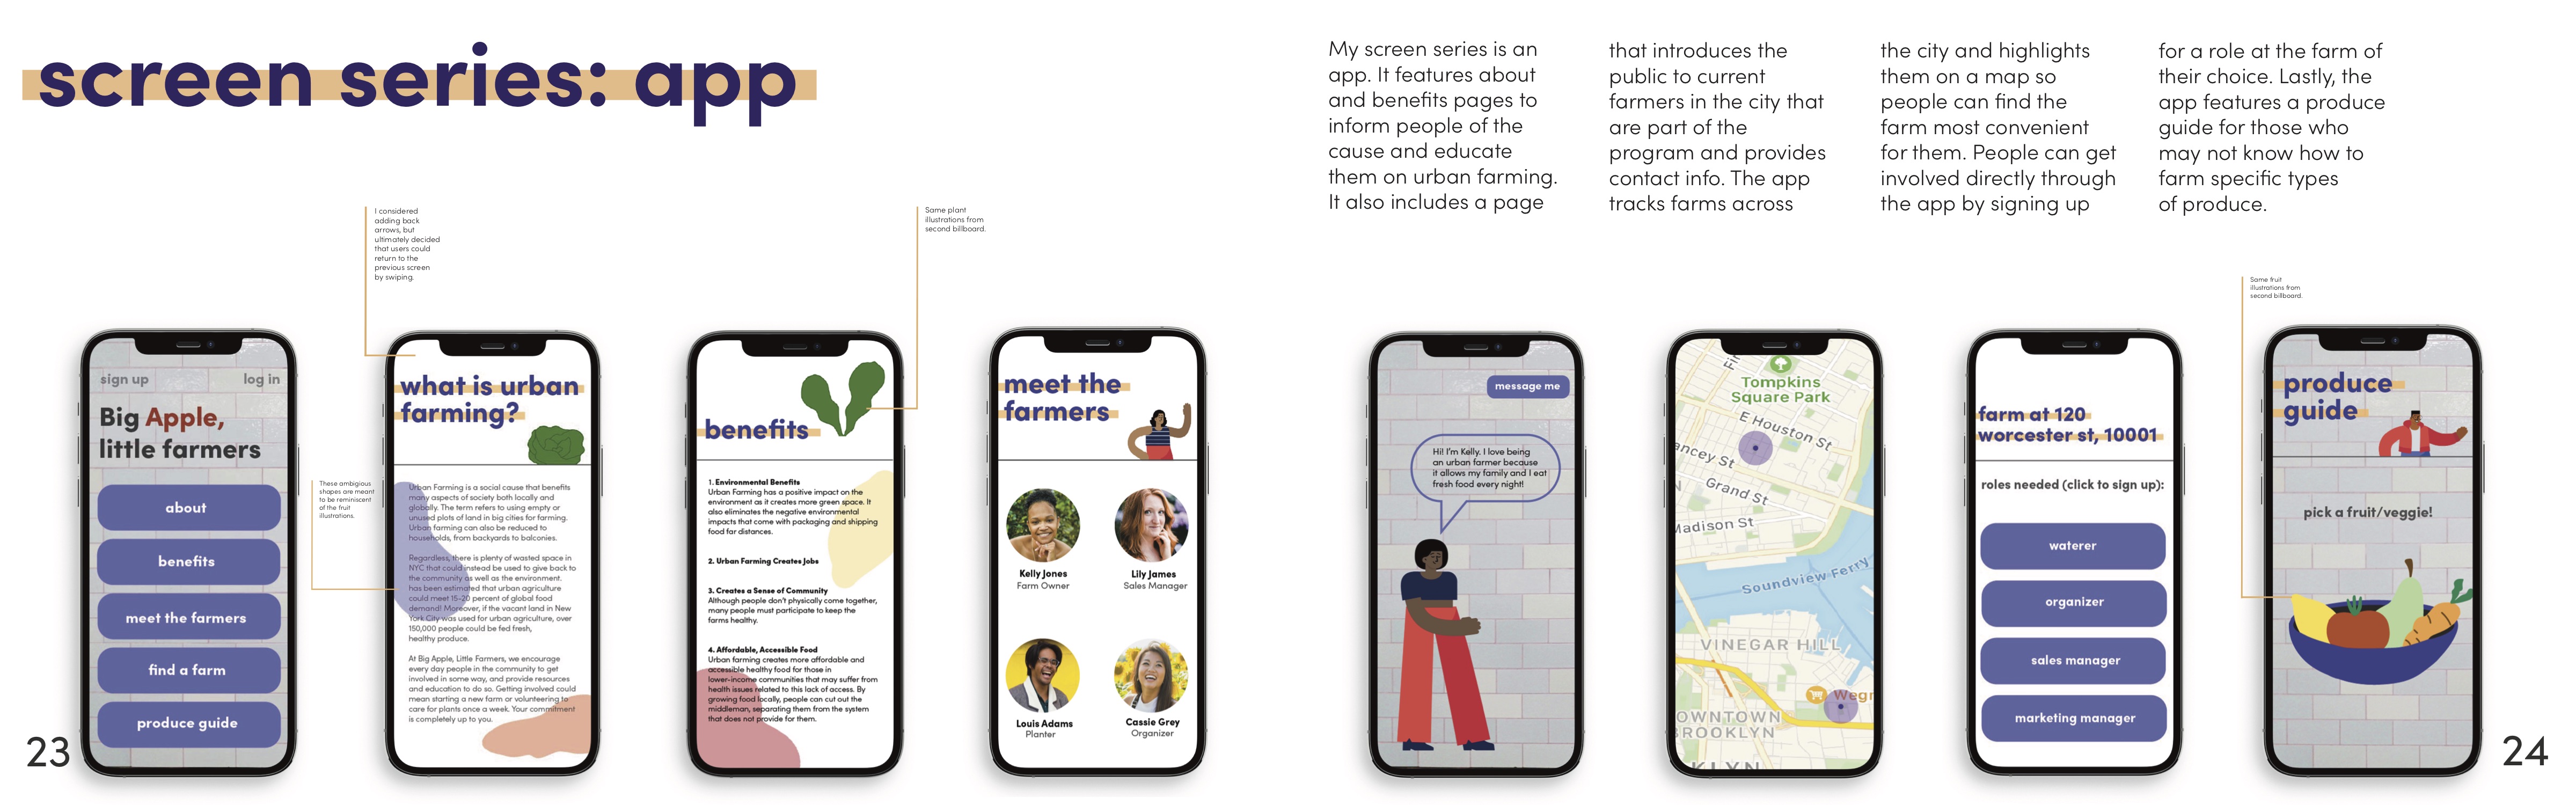 screen series: app
My screen series is an
app. It features about
and benefits pages to
inform people of the
cause and educate
them on urban farming.
It also includes a page
that introduces the
public to current
farmers in the city that
are part of the
program and provides
contact info. The app
tracks farms across
the city and highlights
them on a map so
people can find the
farm most convenient
for them. People can get
involved directly through
the app by signing up
for a role at the farm of
their choice. Lastly, the
app features a produce
guide for those who
may not know how to
farm specific types
of produce.
I considered
adding back
arrows, but
ultimately decided
that users could
return to the
previous screen
by swiping.
Same plant
illustrations from
second billboard.
Same fruit
illustrations from
second billboard.
These ambigious
shapes are meant
to be reminiscent
of the fruit
illustrations.
sign up
log in
Big Apple,
little farmers
about
benefits
meet the farmers
find a farm
produce guide
what is urban
farming?
Urban Farming is a social cause that benefits
many aspects of society both locally and
globally. The term refers to using empty or
unused plots of land in big cities for farming.
Urban farming can also be reduced to
households, from backyards to balconies.
Regardless, there is plenty of wasted space in
NYC that could instead be used to give back to
the community as well as the environment.
has been estimated that urban agriculture
could meet 15-20 percent of global food
demand! Moreover, if the vacant land in New
York City was used for urban agriculture, over
150,000 people could be fed fresh,
healthy produce.
At Big Apple, Little Farmers, we encourage
every day people in the community to get
involved in some way, and provide resources
and education to do so. Getting involved could
mean starting a new farm or volunteering to
care for plants once a week. Your commitment
is completely up to you.
benefits
1. Environmental Benefits
Urban Farming has a positive impact on the
environment as it creates more green space. It
also eliminates the negative environmental
impacts that come with packaging and shipping
food far distances.
2. Urban Farming Creates Jobs
3. Creates a Sense of Community
Although people don't physically come together,
many people must participate to keep the
farms healthy.
4. Affordable, Accessible Food
Urban farming creates more affordable and
accessible healthy food for those in
lower-income communities that may suffer from
health issues related to this lack of access. By
growing food locally, people can cut out the
middleman, separating them from the system
that does not provide for them.
meet the
farmers
Kelly Jones
Farm Owner
Lily James
Sales Manager
Louis Adams
Planter
Cassie Grey
Organizer
message me
Hi! I'm Kelly. I love being
an urban farmer because
it allows my family and I eat
fresh food every night!
Tompkins
Square Park
E Houston St
ancey St
Grand St
Madison St
Soundview Ferry
VINEGAR HILL
Wegr
OWNTOWN
BROOKLYN
KLYN
farm at 120
worcester st, 10001
roles needed (click to sign up):
waterer
organizer
sales manager
marketing manager
produce
guide
pick a fruit/veggie!
23
24